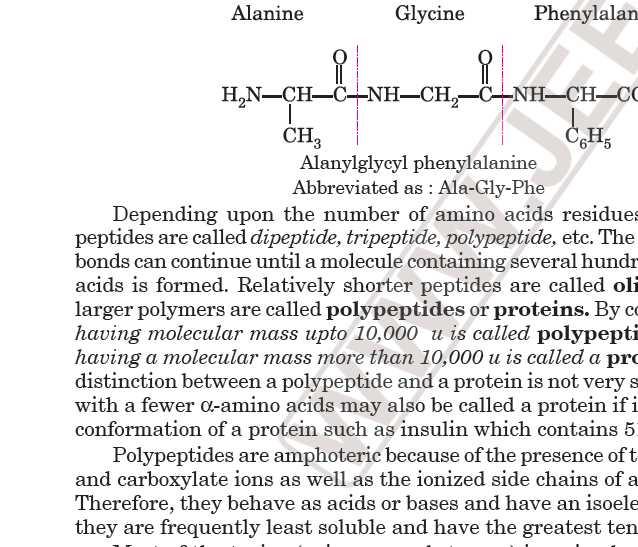 Alanine Glycine Phenylalan
O O
H₂N—CH—C—NH—CH₂—C—NH—CH—CO
CH₃ C₆H₅
Alanylglycyl phenylalanine
Abbreviated as : Ala-Gly-Phe
Depending upon the number of amino acids residues
peptides are called dipeptide, tripeptide, polypeptide, etc. The
bonds can continue until a molecule containing several hundr
acids is formed. Relatively shorter peptides are called oli
larger polymers are called polypeptides or proteins. By co
having molecular mass upto 10,000 u is called polypepti
having a molecular mass more than 10,000 u is called a pro
distinction between a polypeptide and a protein is not very s
with a fewer α-amino acids may also be called a protein if i
conformation of a protein such as insulin which contains 51
Polypeptides are amphoteric because of the presence of t
and carboxylate ions as well as the ionized side chains of a
Therefore, they behave as acids or bases and have an isoele
they are frequently least soluble and have the greatest ten
WWW.JEE